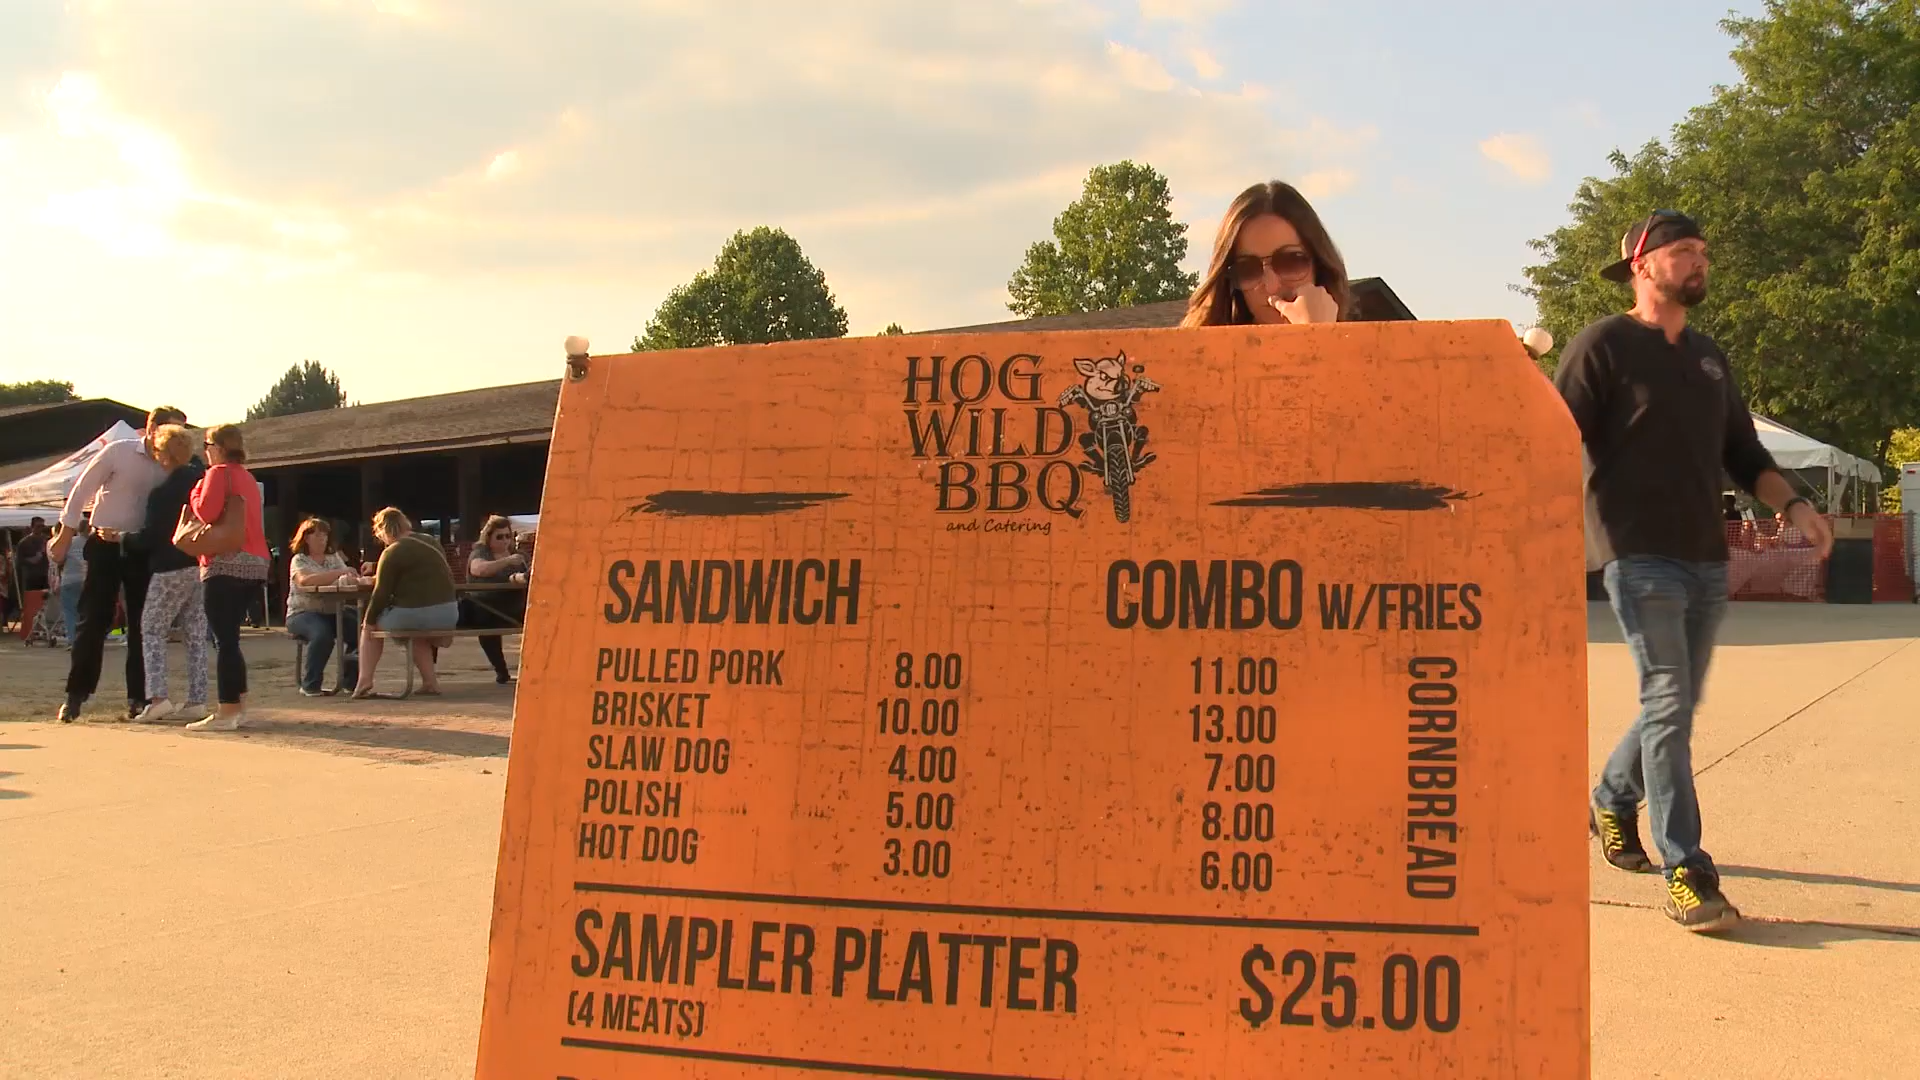 HOG
WILD
BBQ
and Catering
SANDWICH COMBO W/FRIES
PULLED PORK 8.00 11.00
BRISKET 10.00 13.00
SLAW DOG 4.00 7.00
POLISH 5.00 8.00
HOT DOG 3.00 6.00
CORNBREAD
SAMPLER PLATTER $25.00
(4 MEATS)